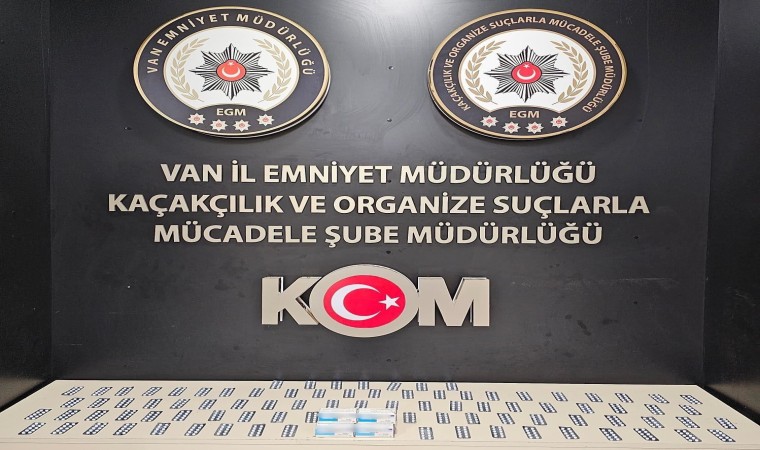 VAN EMNİYET MÜDÜRLÜĞÜ
EGM
KAÇAKÇILIK VE ORGANİZE SUÇLARLA MÜCADELE ŞUBE MÜDÜRLÜĞÜ
EGM
VAN İL EMNİYET MÜDÜRLÜĞÜ
KAÇAKÇILIK VE ORGANİZE SUÇLARLA
MÜCADELE ŞUBE MÜDÜRLÜĞÜ
KOM